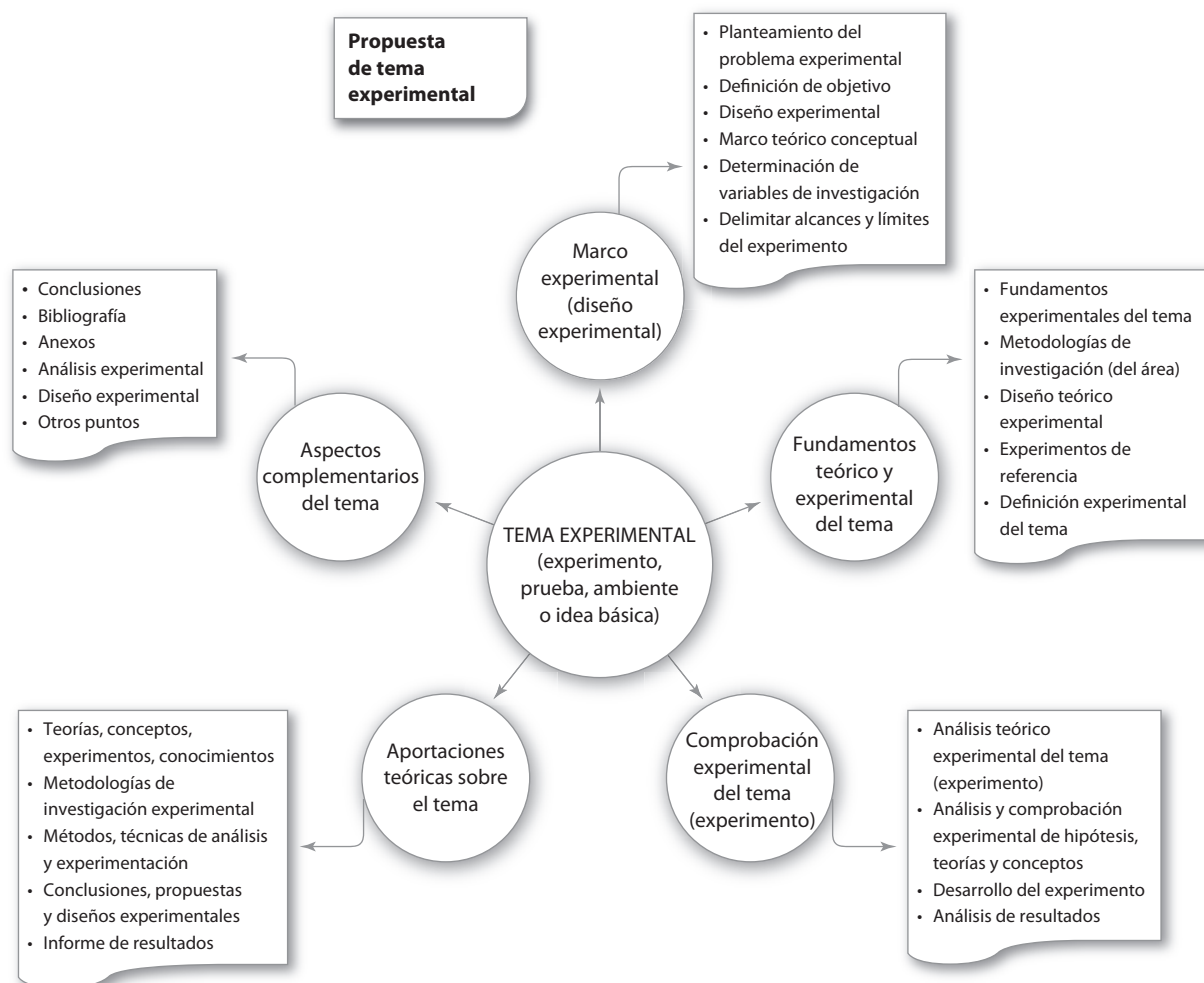 Propuesta
de tema
experimental
• Planteamiento del
problema experimental
• Definición de objetivo
• Diseño experimental
• Marco teórico conceptual
• Determinación de
variables de investigación
• Delimitar alcances y límites
del experimento
Marco
experimental
(diseño
experimental)
• Conclusiones
• Bibliografía
• Anexos
• Análisis experimental
• Diseño experimental
• Otros puntos
Aspectos
complementarios
del tema
• Fundamentos
experimentales del tema
• Metodologías de
investigación (del área)
• Diseño teórico
experimental
• Experimentos de
referencia
• Definición experimental
del tema
Fundamentos
teórico y
experimental
del tema
TEMA EXPERIMENTAL
(experimento,
prueba, ambiente
o idea básica)
• Teorías, conceptos,
experimentos, conocimientos
• Metodologías de
investigación experimental
• Métodos, técnicas de análisis
y experimentación
• Conclusiones, propuestas
y diseños experimentales
• Informe de resultados
Aportaciones
teóricas sobre
el tema
Comprobación
experimental
del tema
(experimento)
• Análisis teórico
experimental del tema
(experimento)
• Análisis y comprobación
experimental de hipótesis,
teorías y conceptos
• Desarrollo del experimento
• Análisis de resultados